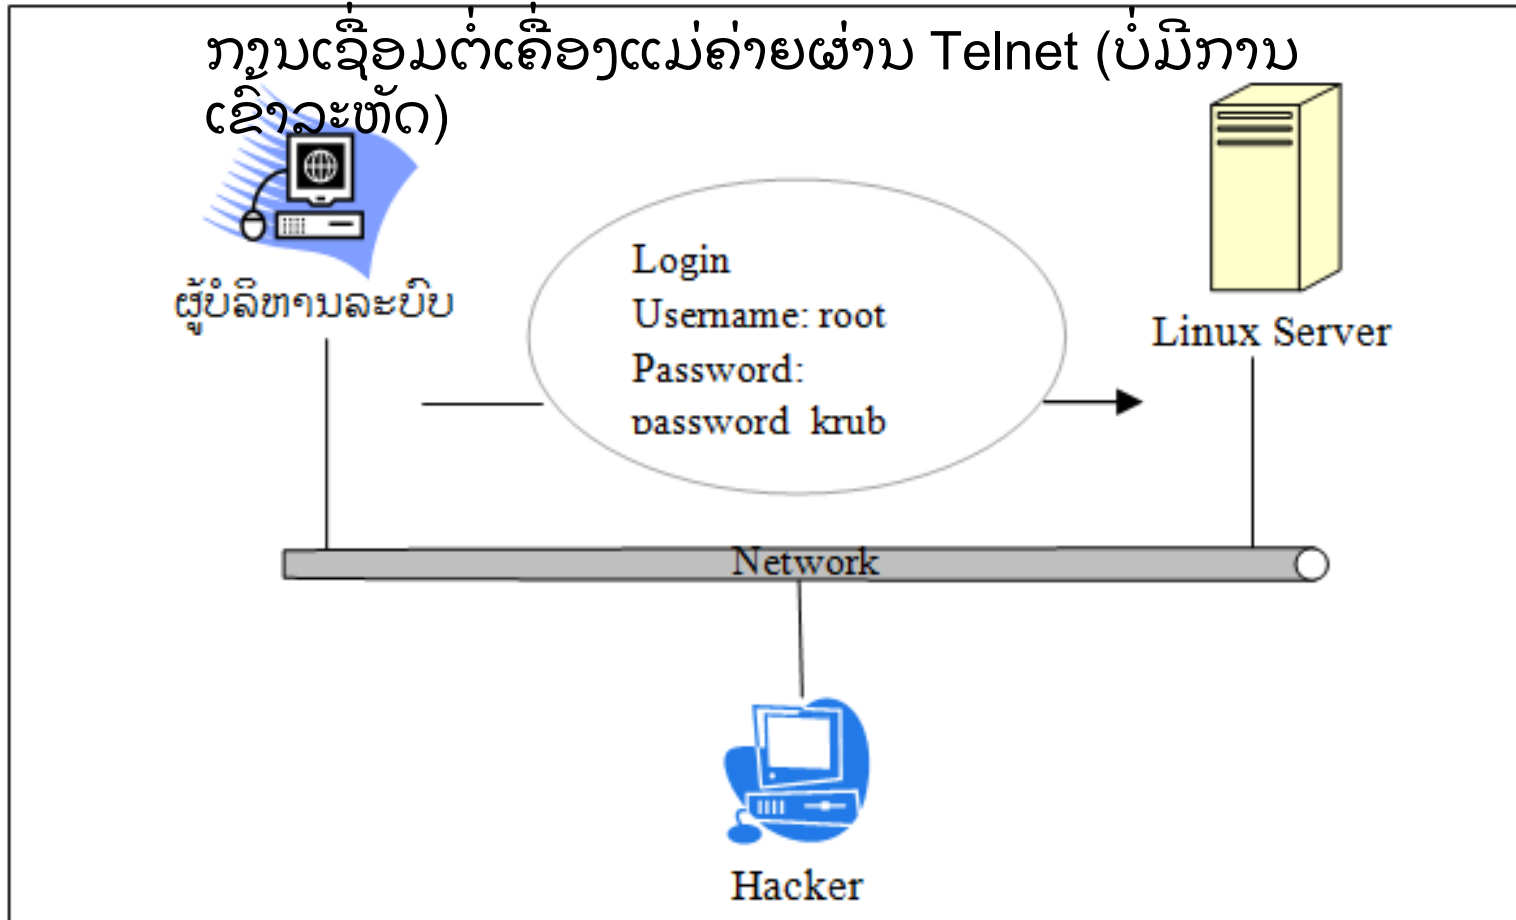 ການເຊື່ອມຕໍ່ເຄື່ອງແມ່ຄ່າຍຜ່ານ Telnet (ບໍ່ມີການ
ເຂົ້າລະຫັດ)
ຜູ້ບໍລິຫານລະບົບ
Login
Username: root
Password:
password_krub
Linux Server
Network
Hacker